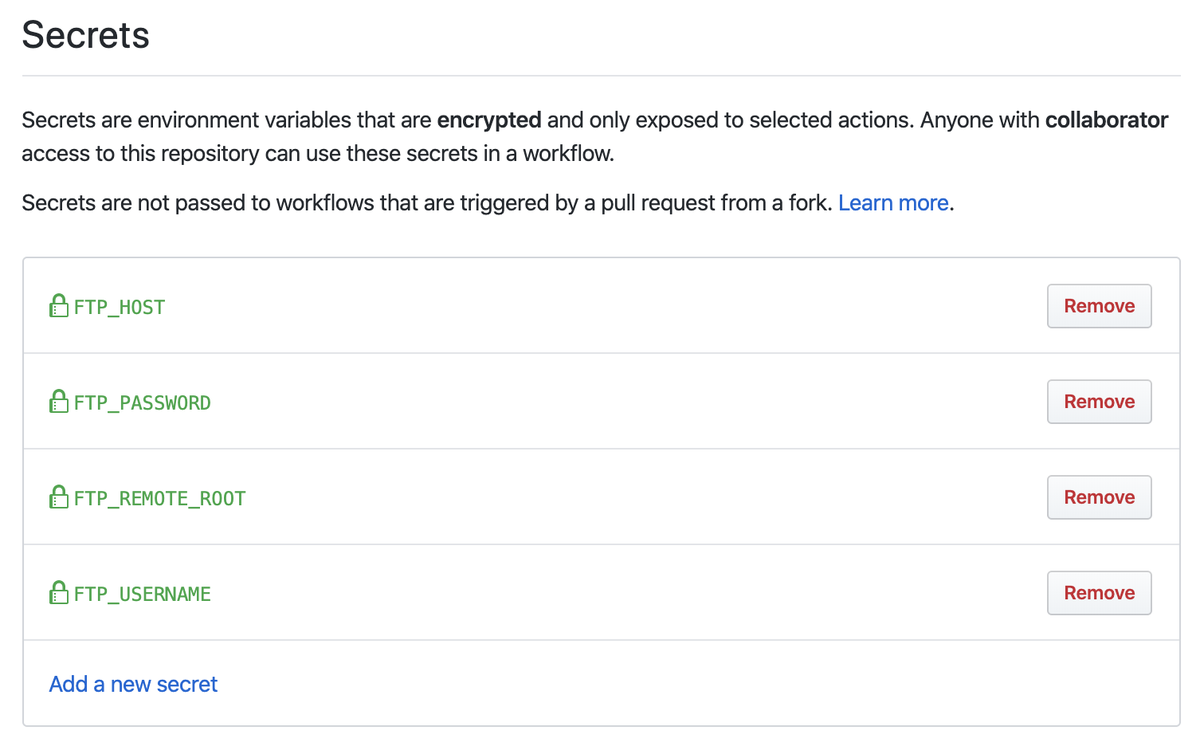 Secrets
Secrets are environment variables that are encrypted and only exposed to selected actions. Anyone with collaborator
access to this repository can use these secrets in a workflow.
Secrets are not passed to workflows that are triggered by a pull request from a fork. Learn more.
FTP_HOST Remove
FTP_PASSWORD Remove
FTP_REMOTE_ROOT Remove
FTP_USERNAME Remove
Add a new secret